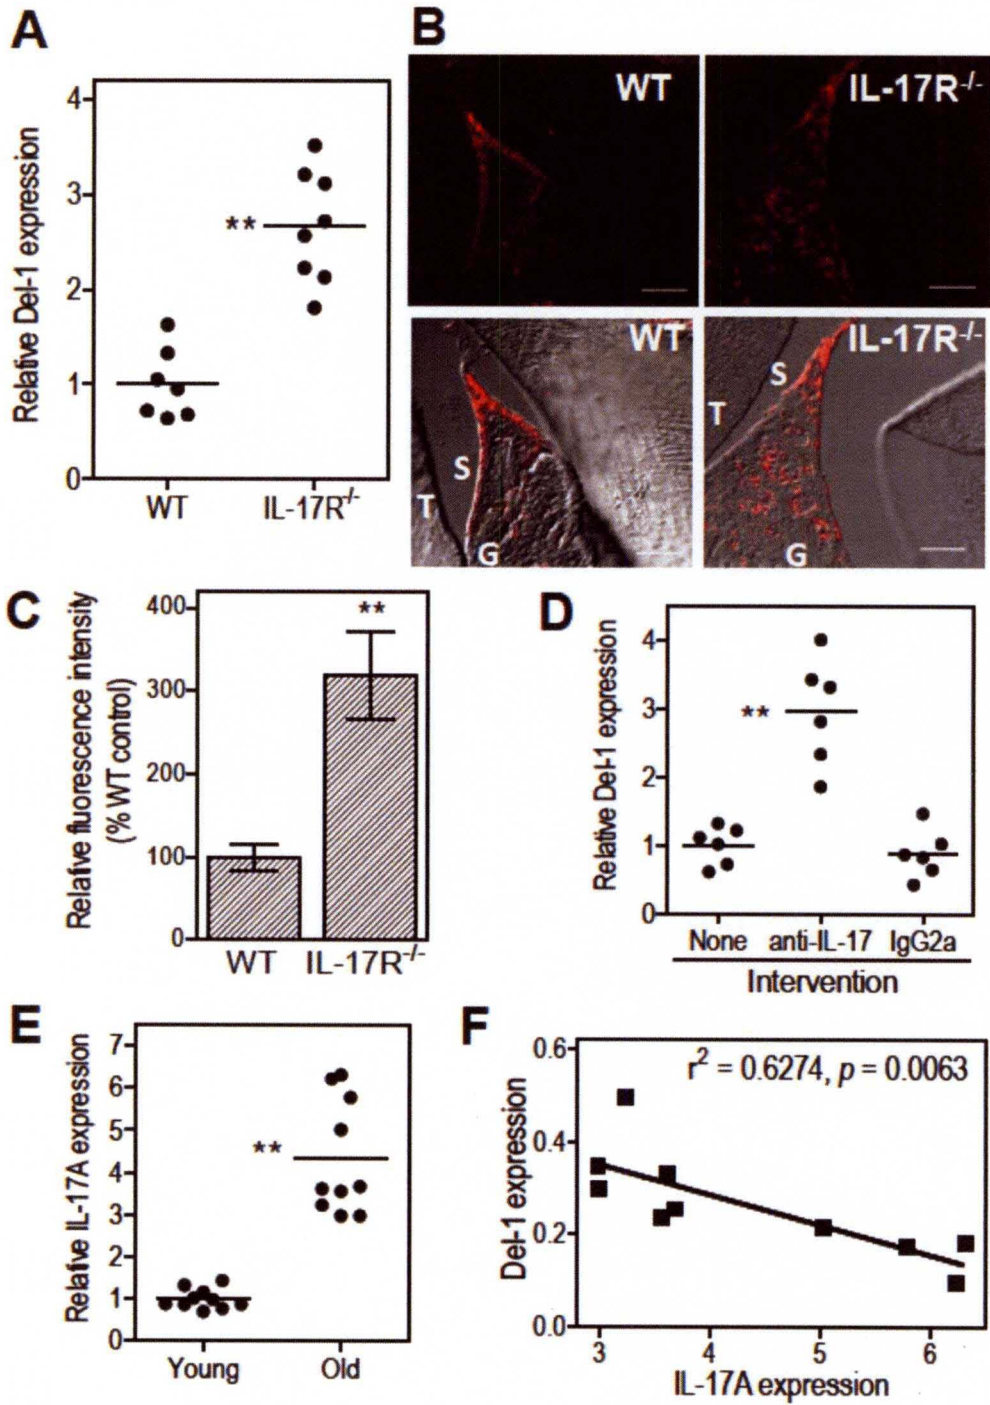 A
Relative Del-1 expression
4
3
2
1
0
**
WT
IL-17R-/-
B
WT
IL-17R-/-
WT
IL-17R-/-
S
T
G
S
T
G
C
Relative fluorescence intensity
(% WT control)
400
300
200
100
0
**
WT
IL-17R-/-
D
Relative Del-1 expression
4
3
2
1
0
**
None anti-IL-17 IgG2a
Intervention
E
Relative IL-17A expression
7
6
5
4
3
2
1
0
**
Young
Old
F
Del-1 expression
0.6
0.4
0.2
0.0
r2 = 0.6274, p = 0.0063
3
4
5
6
IL-17A expression